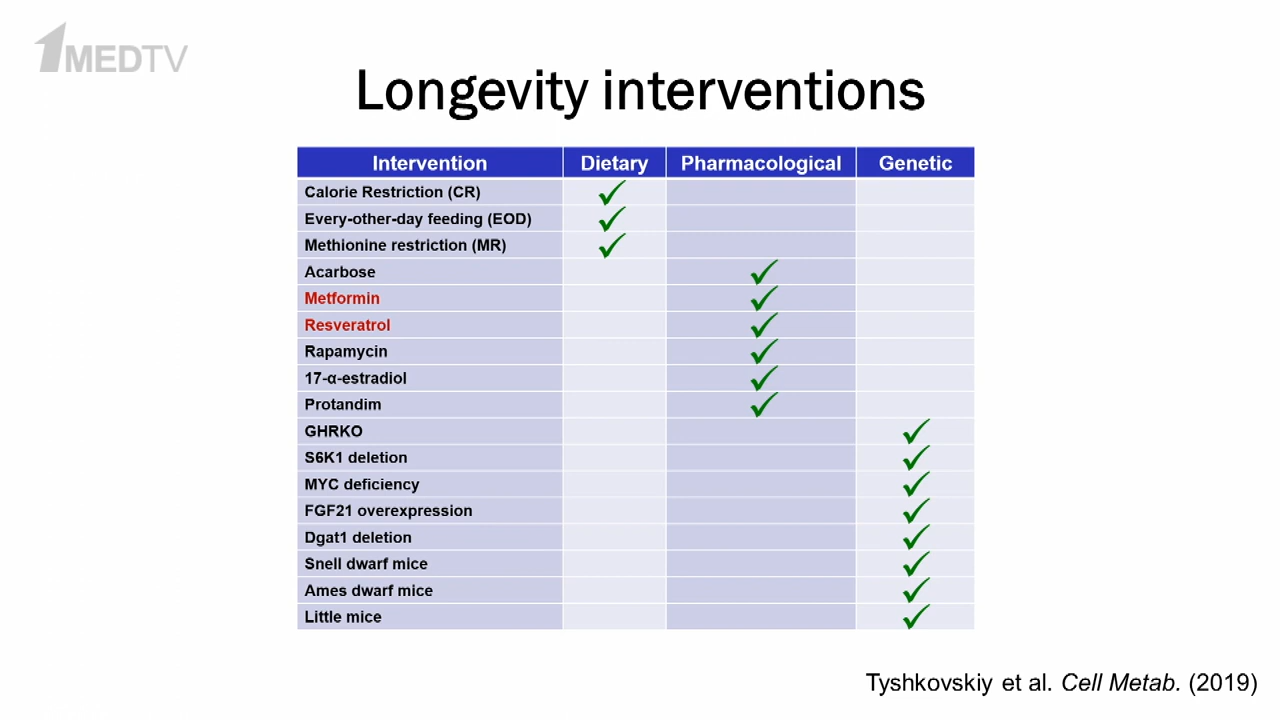 1MEDTV
Longevity interventions
Intervention Dietary Pharmacological Genetic
Calorie Restriction (CR) ✓
Every-other-day feeding (EOD) ✓
Methionine restriction (MR) ✓
Acarbose ✓
Metformin ✓
Resveratrol ✓
Rapamycin ✓
17-α-estradiol ✓
Protandim ✓
GHRKO ✓
S6K1 deletion ✓
MYC deficiency ✓
FGF21 overexpression ✓
Dgat1 deletion ✓
Snell dwarf mice ✓
Ames dwarf mice ✓
Little mice ✓
Tyshkovskiy et al. Cell Metab. (2019)